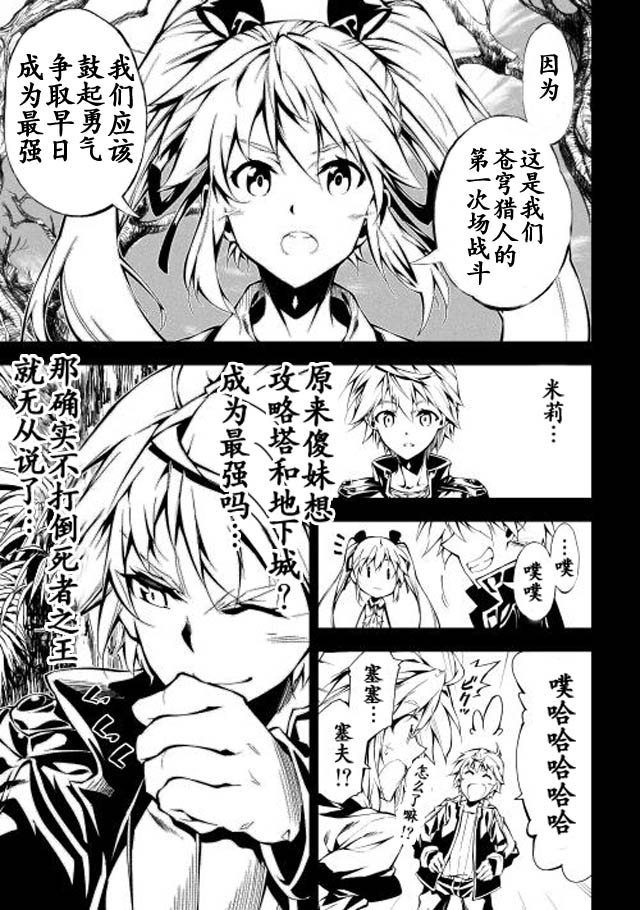 因为
这是我们
苍穹猎人的
第一次场战斗
我们应该
鼓起勇气
争取早日
成为最强
米莉…
…噗
噗噗
噗哈哈哈哈哈
塞塞…
塞夫!?
怎么了嘛!?
原来傻妹想
攻略塔和地下城?
成为最强吗…
那确实不打倒死者之王
就无从说了…